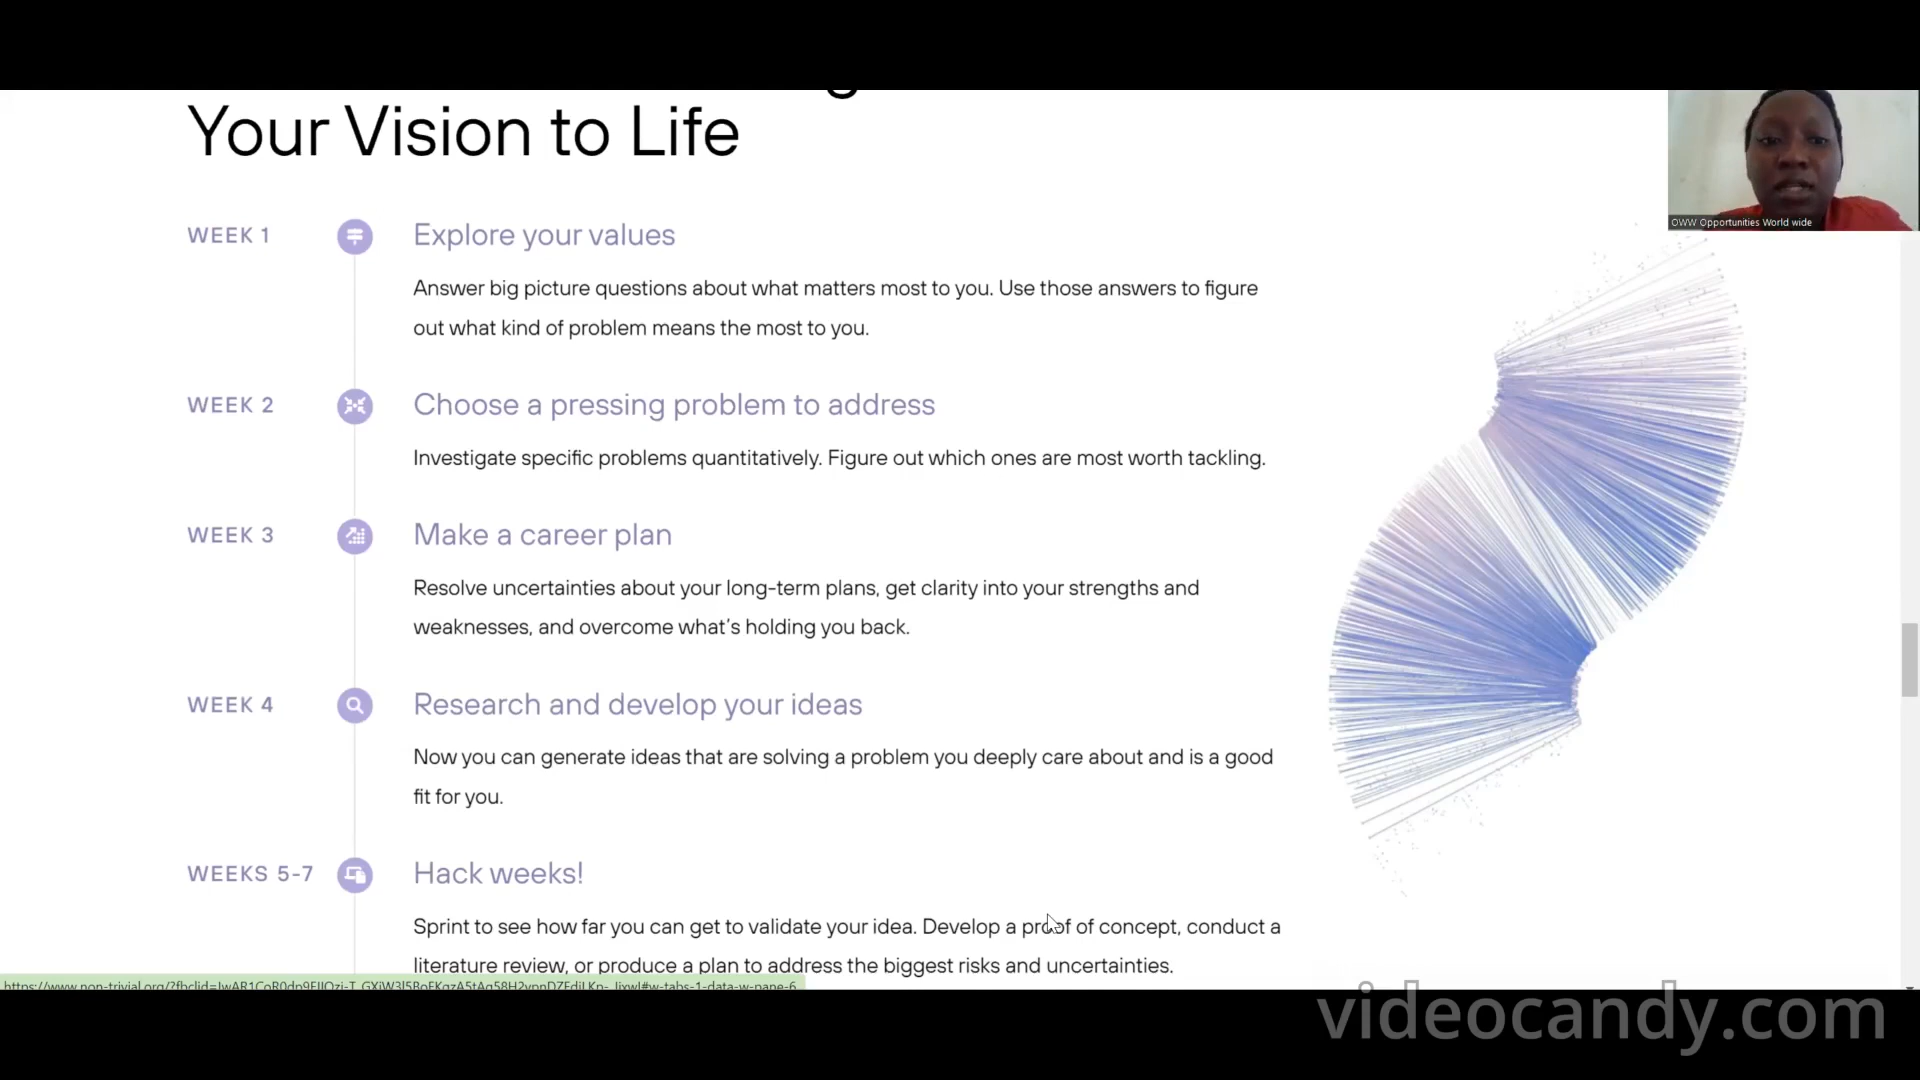 Your Vision to Life
OWW Opportunities World wide
WEEK 1
Explore your values
Answer big picture questions about what matters most to you. Use those answers to figure
out what kind of problem means the most to you.
WEEK 2
Choose a pressing problem to address
Investigate specific problems quantitatively. Figure out which ones are most worth tackling.
WEEK 3
Make a career plan
Resolve uncertainties about your long-term plans, get clarity into your strengths and
weaknesses, and overcome what's holding you back.
WEEK 4
Research and develop your ideas
Now you can generate ideas that are solving a problem you deeply care about and is a good
fit for you.
WEEKS 5-7
Hack weeks!
Sprint to see how far you can get to validate your idea. Develop a proof of concept, conduct a
literature review, or produce a plan to address the biggest risks and uncertainties.
videocandy.com